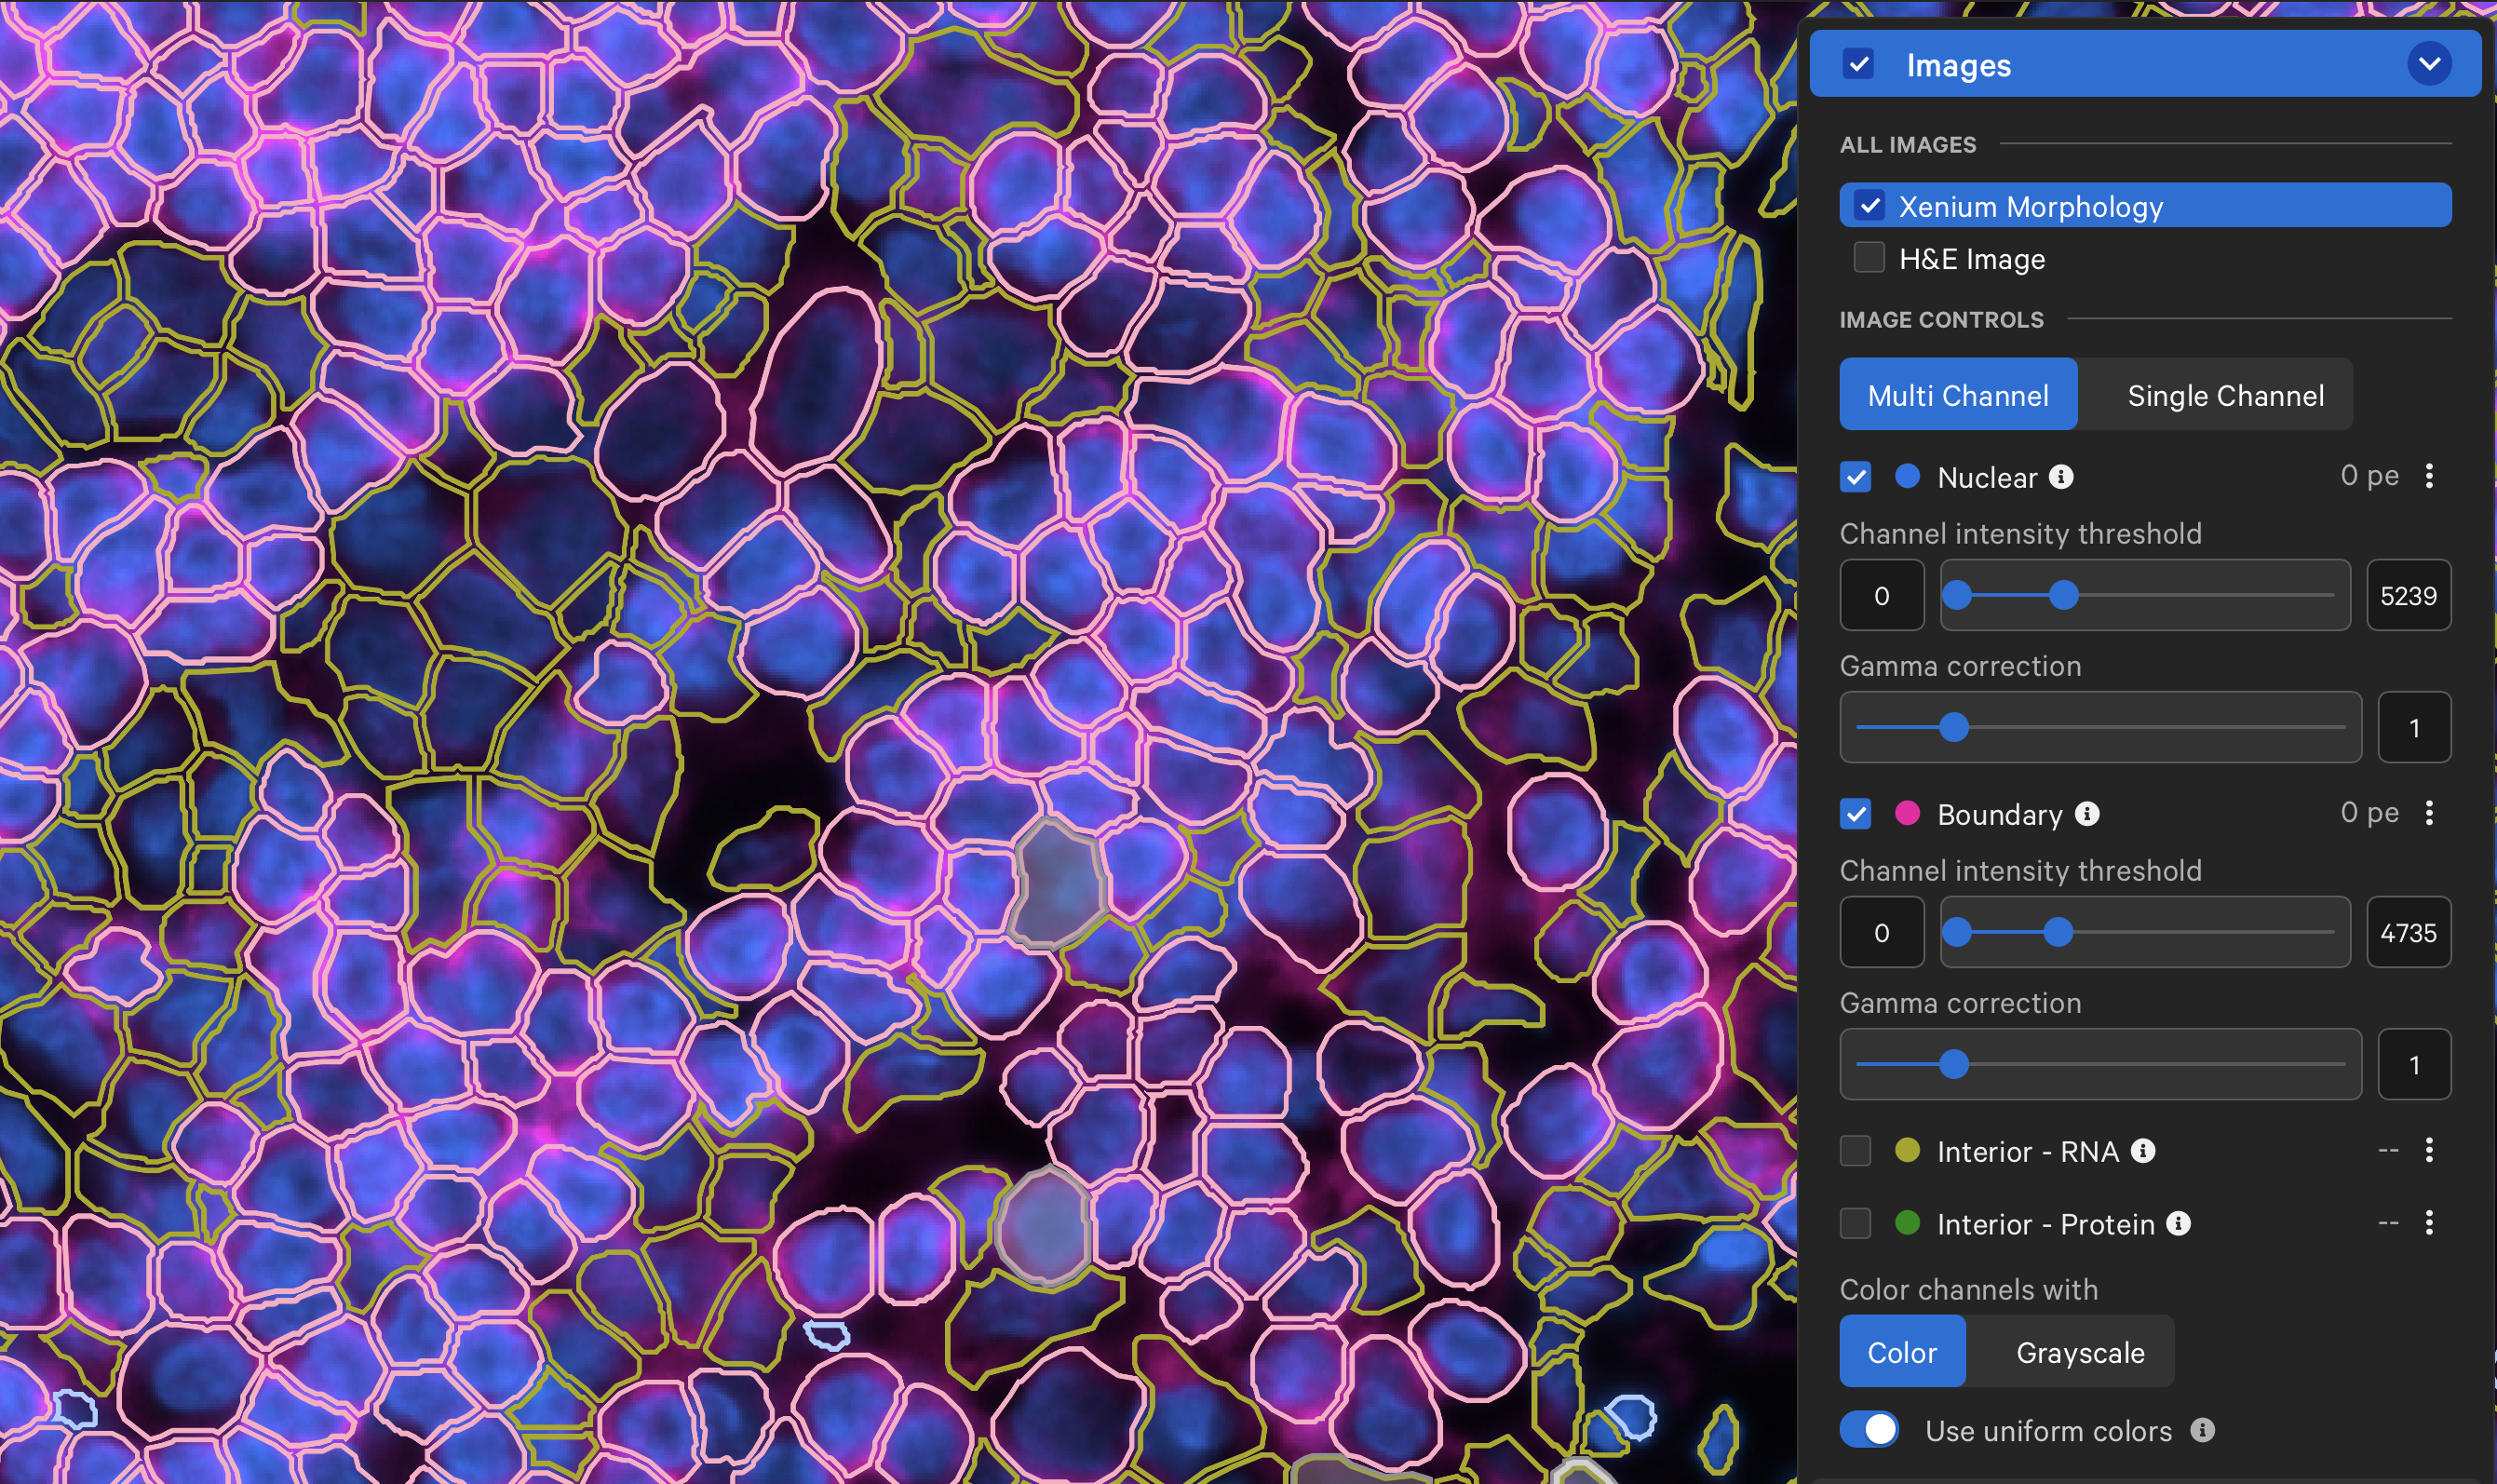 Images
ALL IMAGES
Xenium Morphology
H&E Image
IMAGE CONTROLS
Multi Channel Single Channel
Nuclear 0 pe
Channel intensity threshold
0 5239
Gamma correction
1
Boundary 0 pe
Channel intensity threshold
0 4735
Gamma correction
1
Interior - RNA --
Interior - Protein --
Color channels with
Color Grayscale
Use uniform colors